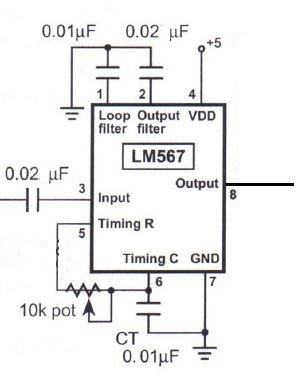 0.01µF 0.02 µF
+5
1 2 4
Loop Output VDD
filter filter
LM567
0.02 µF
Output
8
3
Input
Timing R
5
Timing C GND
6 7
10k pot
CT
0.01µF